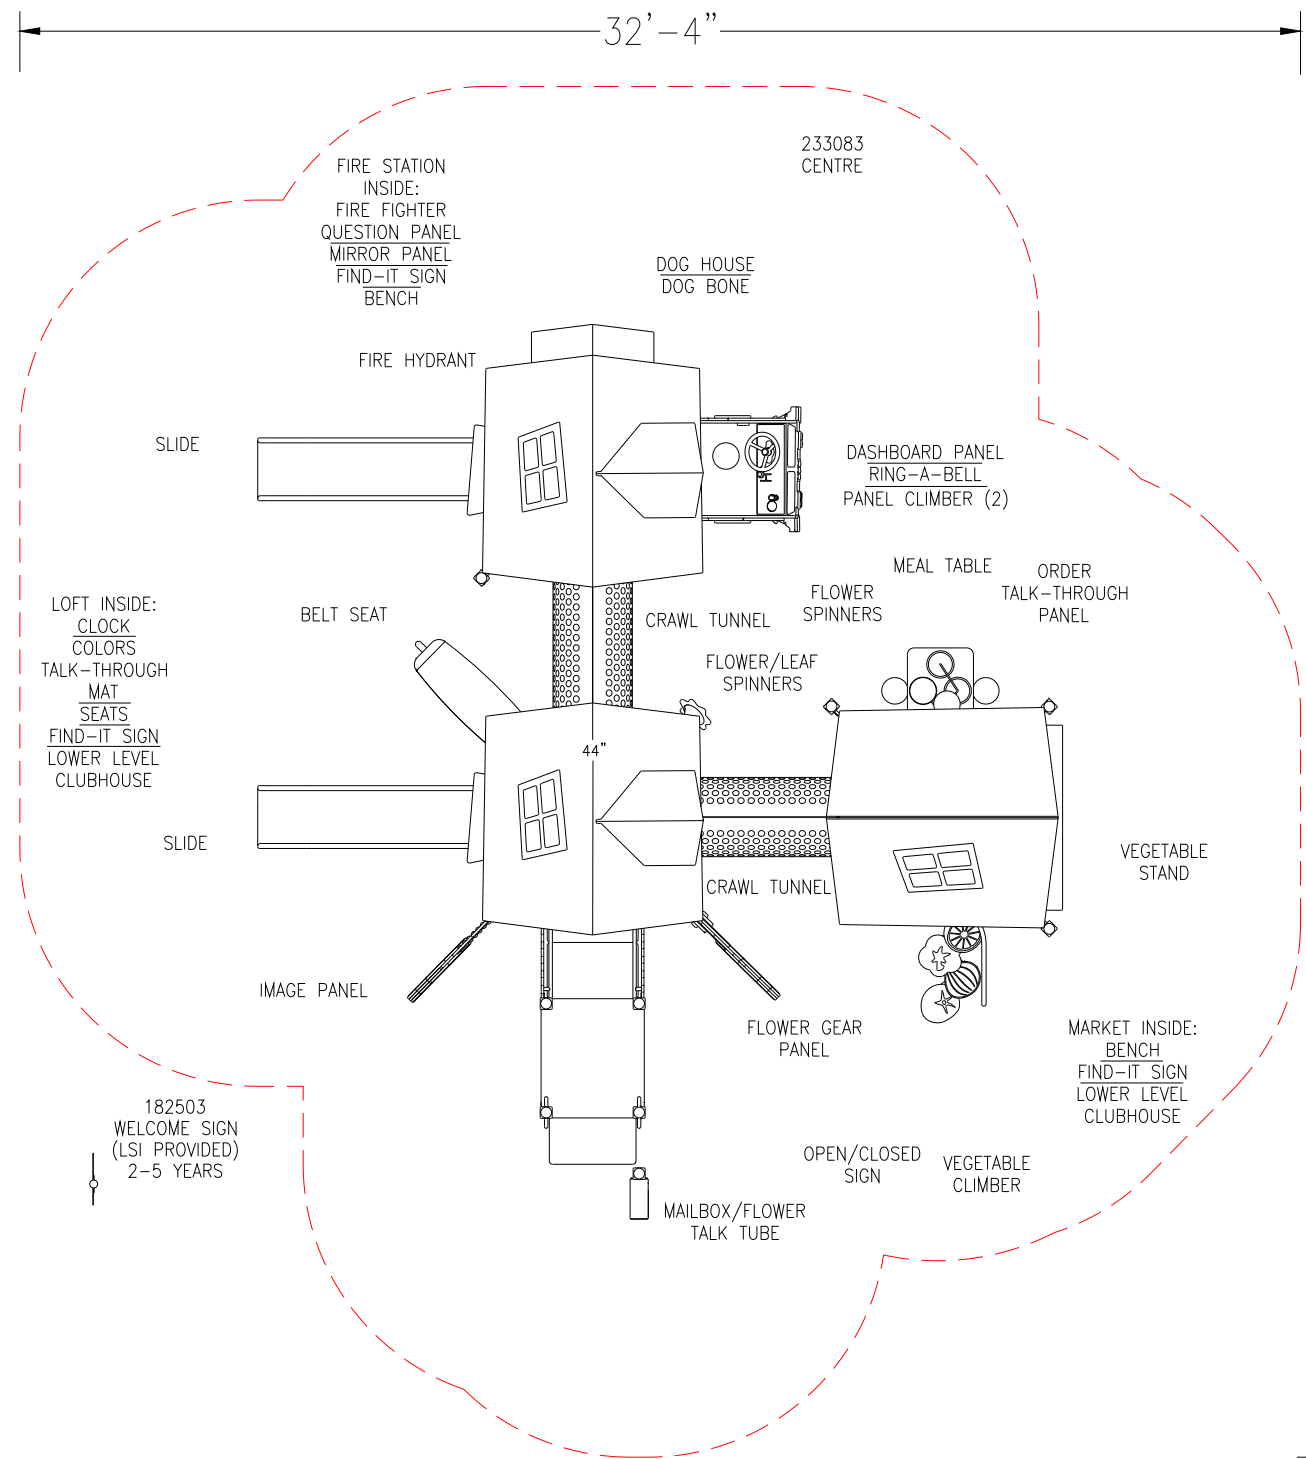 32'-4"
233083
CENTRE
FIRE STATION
INSIDE:
FIRE FIGHTER
QUESTION PANEL
MIRROR PANEL
FIND-IT SIGN
BENCH
DOG HOUSE
DOG BONE
FIRE HYDRANT
SLIDE
DASHBOARD PANEL
RING-A-BELL
PANEL CLIMBER (2)
MEAL TABLE
ORDER
TALK-THROUGH
PANEL
FLOWER
SPINNERS
LOFT INSIDE:
CLOCK
COLORS
TALK-THROUGH
MAT
SEATS
FIND-IT SIGN
LOWER LEVEL
CLUBHOUSE
BELT SEAT
CRAWL TUNNEL
FLOWER/LEAF
SPINNERS
44"
SLIDE
CRAWL TUNNEL
VEGETABLE
STAND
IMAGE PANEL
FLOWER GEAR
PANEL
MARKET INSIDE:
BENCH
FIND-IT SIGN
LOWER LEVEL
CLUBHOUSE
182503
WELCOME SIGN
(LSI PROVIDED)
2-5 YEARS
OPEN/CLOSED
SIGN
VEGETABLE
CLIMBER
MAILBOX/FLOWER
TALK TUBE